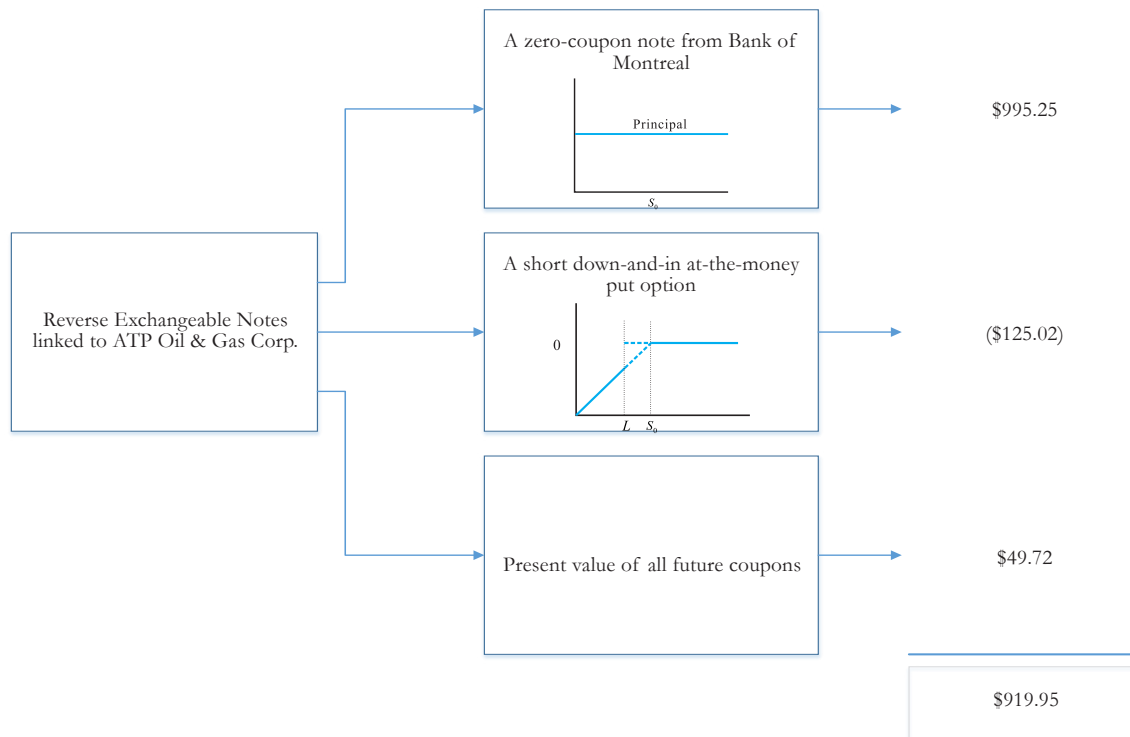 A zero-coupon note from Bank of
Montreal
Principal
S₀
$995.25
Reverse Exchangeable Notes
linked to ATP Oil & Gas Corp.
A short down-and-in at-the-money
put option
0
L S₀
($125.02)
Present value of all future coupons
$49.72
$919.95